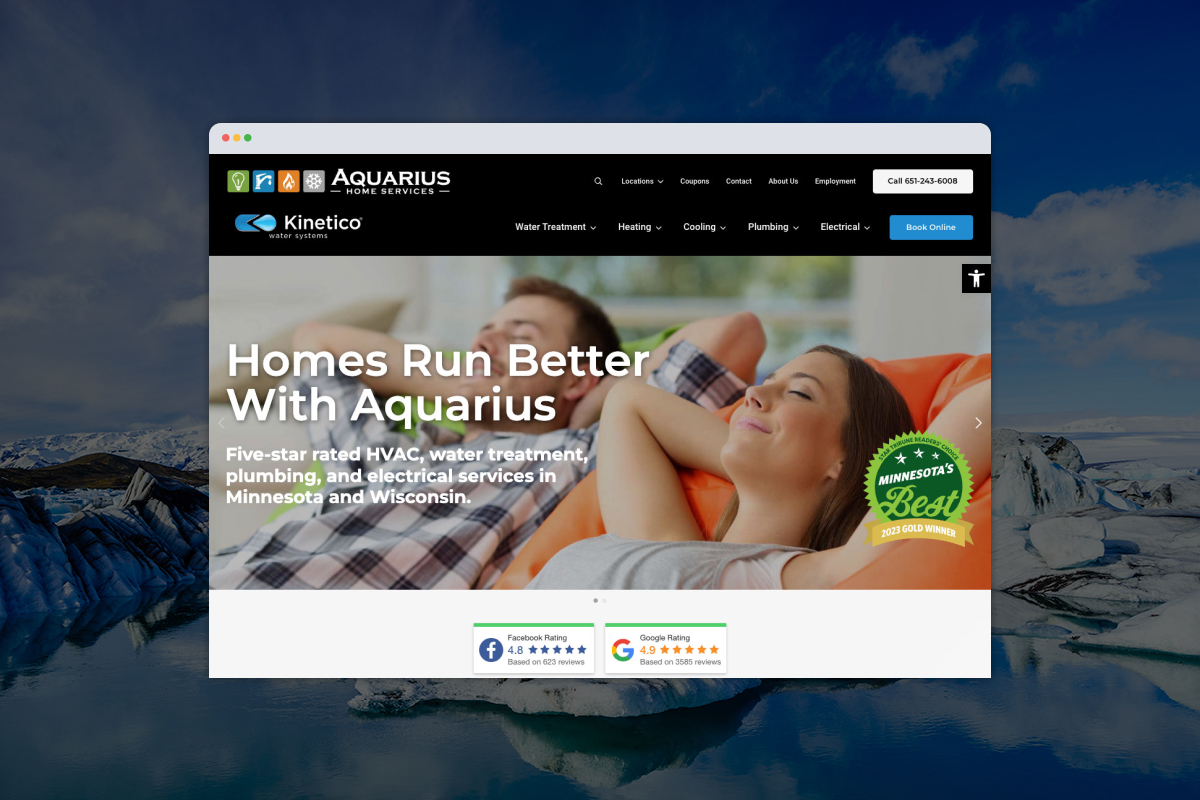 AQUARIUS
HOME SERVICES
Locations
Coupons
Contact
About Us
Employment
Call 651-243-6008
Kinetico
water systems
Water Treatment
Heating
Cooling
Plumbing
Electrical
Book Online
Homes Run Better
With Aquarius
Five-star rated HVAC, water treatment,
plumbing, and electrical services in
Minnesota and Wisconsin.
STAR TRIBUNE READERS' CHOICE
MINNESOTA'S
Best
2023 GOLD WINNER
Facebook Rating
4.8
Based on 623 reviews
Google Rating
4.9
Based on 3585 reviews